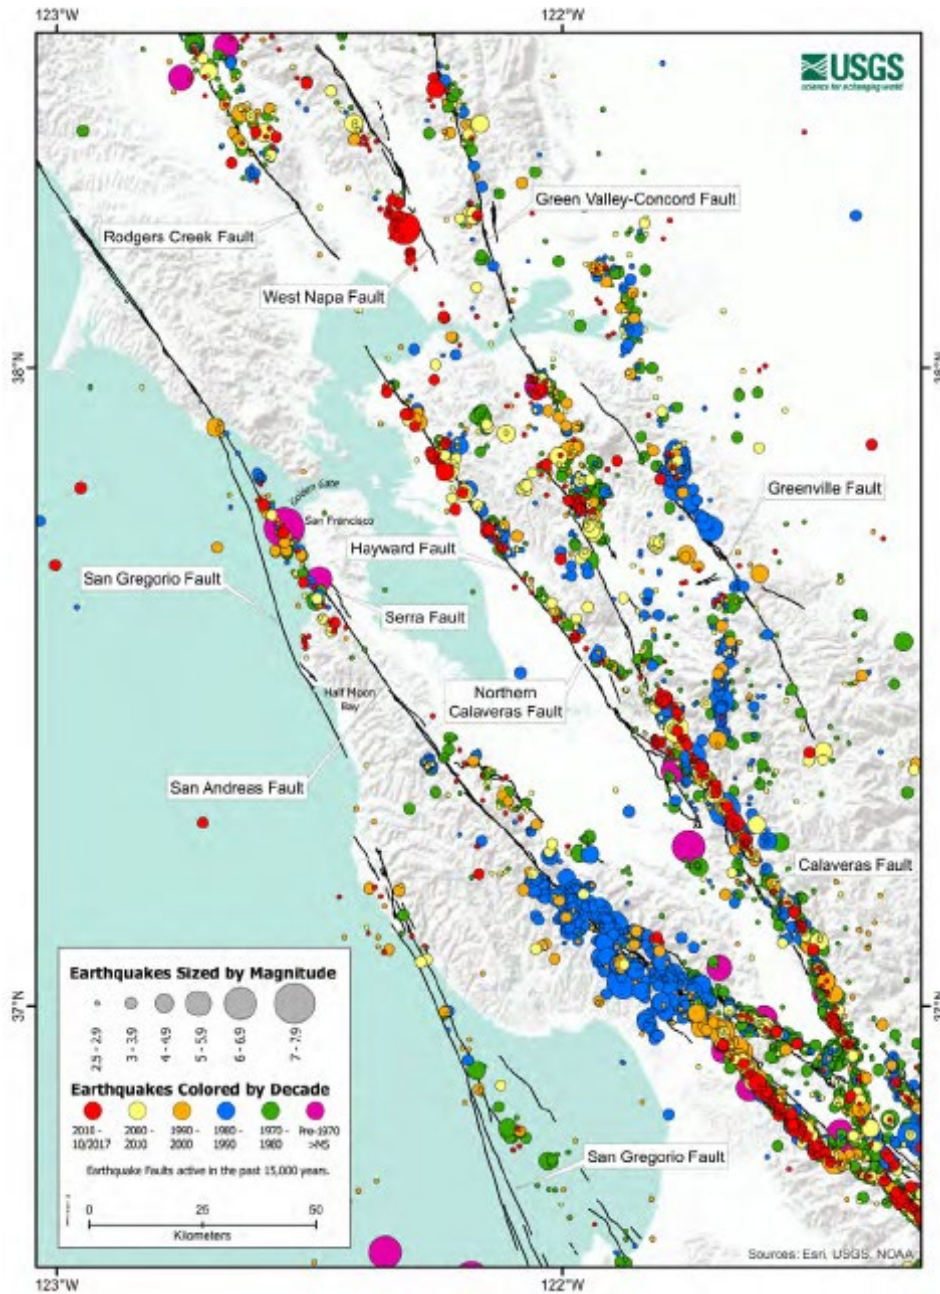 123°W
122°W
USGS
science for a changing world
Green Valley-Concord Fault
Rodgers Creek Fault
West Napa Fault
38°N
38°N
Greenville Fault
Golden Gate
San Francisco
Hayward Fault
San Gregorio Fault
Serra Fault
Half Moon
Bay
Northern
Calaveras Fault
San Andreas Fault
Calaveras Fault
Earthquakes Sized by Magnitude
2.5 - 2.9
3 - 3.9
4 - 4.9
5 - 5.9
6 - 6.9
7 - 7.9
37°N
37°N
Earthquakes Colored by Decade
2010 -
10/2017
2000 -
2010
1990 -
2000
1980 -
1990
1970 -
1980
Pre-1970
>M5
Earthquake Faults active in the past 15,000 years.
0 25 50
Kilometers
San Gregorio Fault
Sources: Esri, USGS, NOAA
123°W
122°W